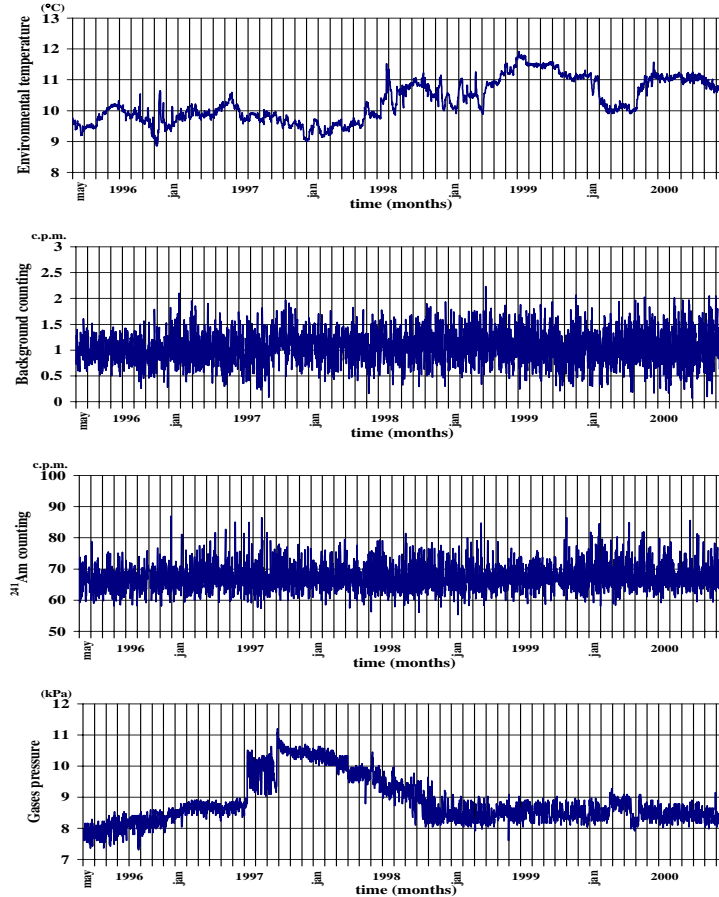 (°C)
Environmental temperature
13
12
11
10
9
8
may
1996
jan
1997
jan
1998
jan
1999
jan
2000
time (months)
c.p.m.
Background counting
3
2.5
2
1.5
1
0.5
0
may
1996
jan
1997
jan
1998
jan
1999
jan
2000
time (months)
c.p.m.
241Am counting
100
90
80
70
60
50
may
1996
jan
1997
jan
1998
jan
1999
jan
2000
time (months)
(kPa)
Gases pressure
12
11
10
9
8
7
may
1996
jan
1997
jan
1998
jan
1999
jan
2000
time (months)